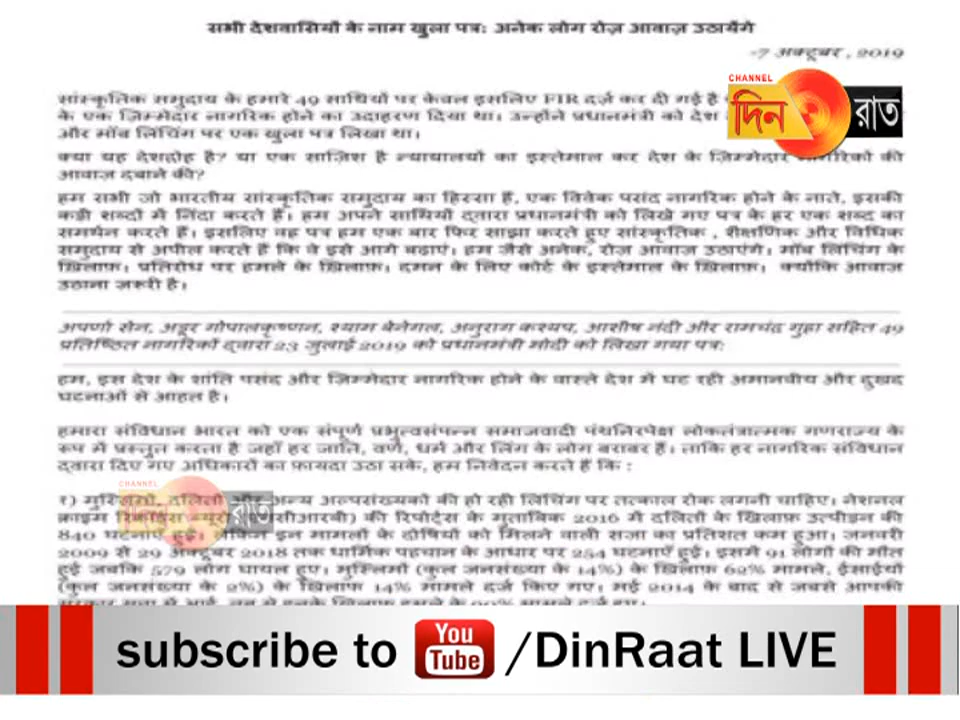 सभी देशवासियों के नाम खुला पत्र: अनेक लोग रोज़ आवाज़ उठायेंगे
-7 अक्टूबर , 2019
CHANNEL
দিন রাত
सांस्कृतिक समुदाय के हमारे 49 साथियों पर केवल इसलिए FIR दर्ज कर दी गई है
के एक ज़िम्मेदार नागरिक होने का उदाहरण दिया था। उन्होंने प्रधानमंत्री को देश
और मॉब लिंचिंग पर एक खुला पत्र लिखा था।
क्या यह देशद्रोह है? या एक साज़िश है न्यायालयों का इस्तेमाल कर देश के ज़िम्मेदार नागरिकों की
आवाज़ दबाने की?
हम सभी जो भारतीय सांस्कृतिक समुदाय का हिस्सा हैं, एक विवेक पसंद नागरिक होने के नाते, इसकी
कड़ी शब्दों में निंदा करते हैं। हम अपने साथियों द्वारा प्रधानमंत्री को लिखे गए पत्र के हर एक शब्द का
समर्थन करते हैं। इसलिए वह पत्र हम एक बार फिर साझा करते हुए सांस्कृतिक , शैक्षणिक और विधिक
समुदाय से अपील करते हैं कि वे इसे आगे बढ़ाएं। हम जैसे अनेक, रोज़ आवाज़ उठाएंगे। मॉब लिंचिंग के
खिलाफ़। प्रतिरोध पर हमले के खिलाफ़। दमन के लिए कोर्ट के इस्तेमाल के खिलाफ़। क्योंकि आवाज़
उठाना ज़रूरी है।
अपर्णा सेन, अडूर गोपालकृष्णन, श्याम बेनेगल, अनुराग कश्यप, आशीष नंदी और रामचंद्र गुहा सहित 49
प्रतिष्ठित नागरिकों द्वारा 23 जुलाई 2019 को प्रधानमंत्री मोदी को लिखा गया पत्र:
हम, इस देश के शांति पसंद और ज़िम्मेदार नागरिक होने के वास्ते देश में घट रही अमानवीय और दुखद
घटनाओं से आहत है।
हमारा संविधान भारत को एक संपूर्ण प्रभुत्वसंपन्न समाजवादी पंथनिरपेक्ष लोकतंत्रात्मक गणराज्य के
रूप में प्रस्तुत करता है जहाँ हर जाति, वर्ण, धर्म और लिंग के लोग बराबर हैं। ताकि हर नागरिक संविधान
द्वारा दिए गए अधिकारों का फ़ायदा उठा सके, हम निवेदन करते हैं कि :
CHANNEL
দিন রাত
१) मुस्लिमों, दलितों और अन्य अल्पसंख्यकों की हो रही लिंचिंग पर तत्काल रोक लगनी चाहिए। नेशनल
क्राइम रिकॉर्ड्स ब्यूरो सीआरबी) की रिपोर्ट्स के मुताबिक 2016 में दलितों के खिलाफ़ उत्पीड़न की
840 घटनाएं हुई। लेकिन इन मामलों के दोषियों को मिलने वाली सज़ा का प्रतिशत कम हुआ। जनवरी
2009 से 29 अक्टूबर 2018 तक धार्मिक पहचान के आधार पर 254 घटनाएँ हुई। इसमें 91 लोगों की मौत
हुई जबकि 579 लोग घायल हुए। मुस्लिमों (कुल जनसंख्या के 14%) के खिलाफ़ 62% मामले, ईसाईयों
(कुल जनसंख्या के 2%) के खिलाफ़ 14% मामले दर्ज किए गए। मई 2014 के बाद से जबसे आपकी
subscribe to You Tube /DinRaat LIVE